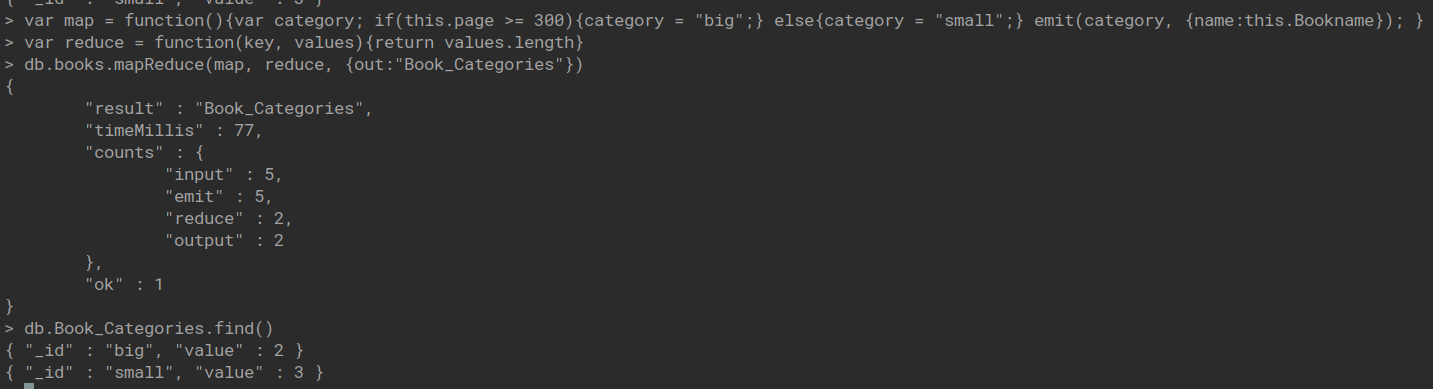 { "_id" : "small", "value" : 3 }
> var map = function(){var category; if(this.page >= 300){category = "big";} else{category = "small";} emit(category, {name:this.Bookname}); }
> var reduce = function(key, values){return values.length}
> db.books.mapReduce(map, reduce, {out:"Book_Categories"})
{
        "result" : "Book_Categories",
        "timeMillis" : 77,
        "counts" : {
                "input" : 5,
                "emit" : 5,
                "reduce" : 2,
                "output" : 2
        },
        "ok" : 1
}
> db.Book_Categories.find()
{ "_id" : "big", "value" : 2 }
{ "_id" : "small", "value" : 3 }